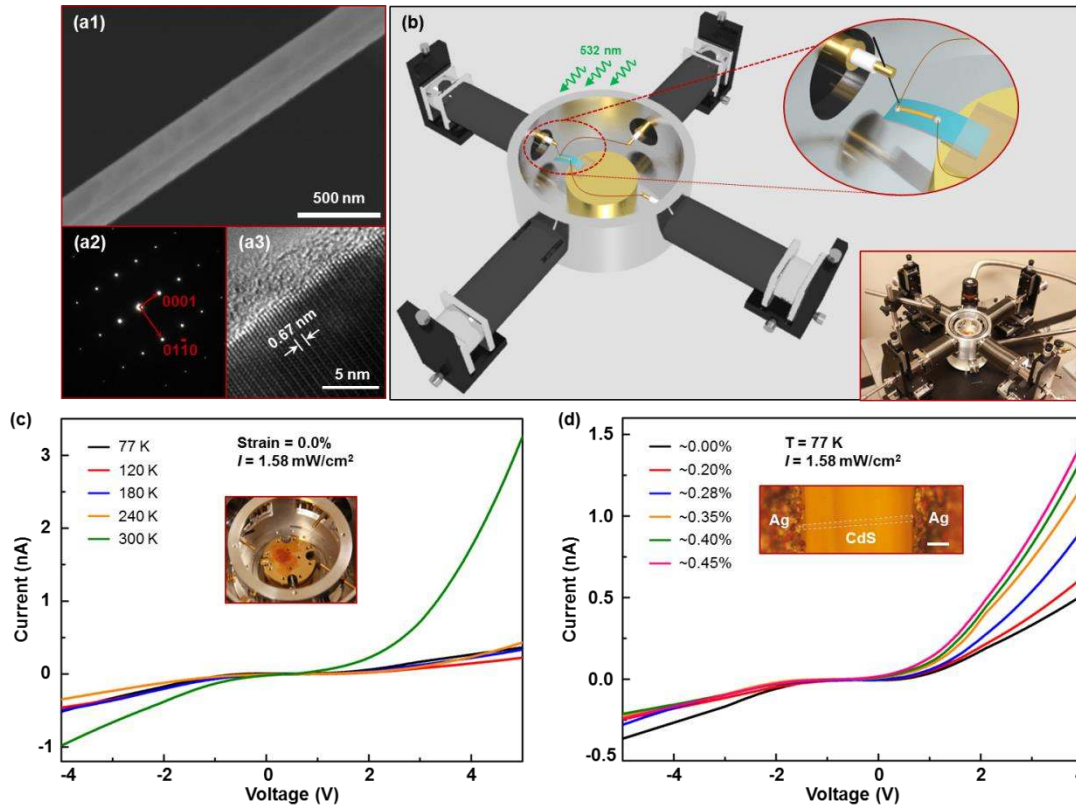 (a1)
500 nm
(a2)
0001
01-10
(a3)
0.67 nm
5 nm
(b)
532 nm
(c)
77 K
120 K
180 K
240 K
300 K
Strain = 0.0%
I = 1.58 mW/cm²
Current (nA)
3
2
1
0
-1
-4
-2
0
2
4
Voltage (V)
(d)
~0.00%
~0.20%
~0.28%
~0.35%
~0.40%
~0.45%
T = 77 K
I = 1.58 mW/cm²
Ag
CdS
Ag
Current (nA)
1.5
1.0
0.5
0.0
-0.5
-4
-2
0
2
4
Voltage (V)